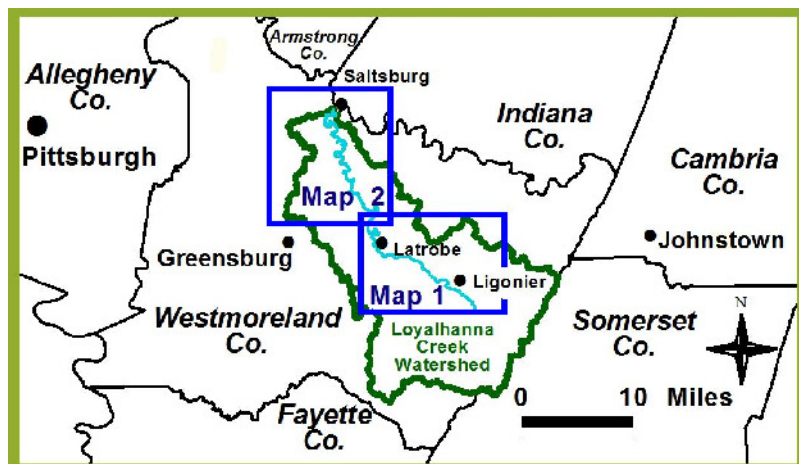 Armstrong
Co.
Allegheny
Co.
Saltsburg
Indiana
Co.
Pittsburgh
Cambria
Co.
Map 2
Greensburg
Latrobe
Johnstown
Ligonier
Map 1
Westmoreland
Co.
Loyalhanna
Creek
Watershed
Somerset
Co.
N
Fayette
Co.
0 10 Miles